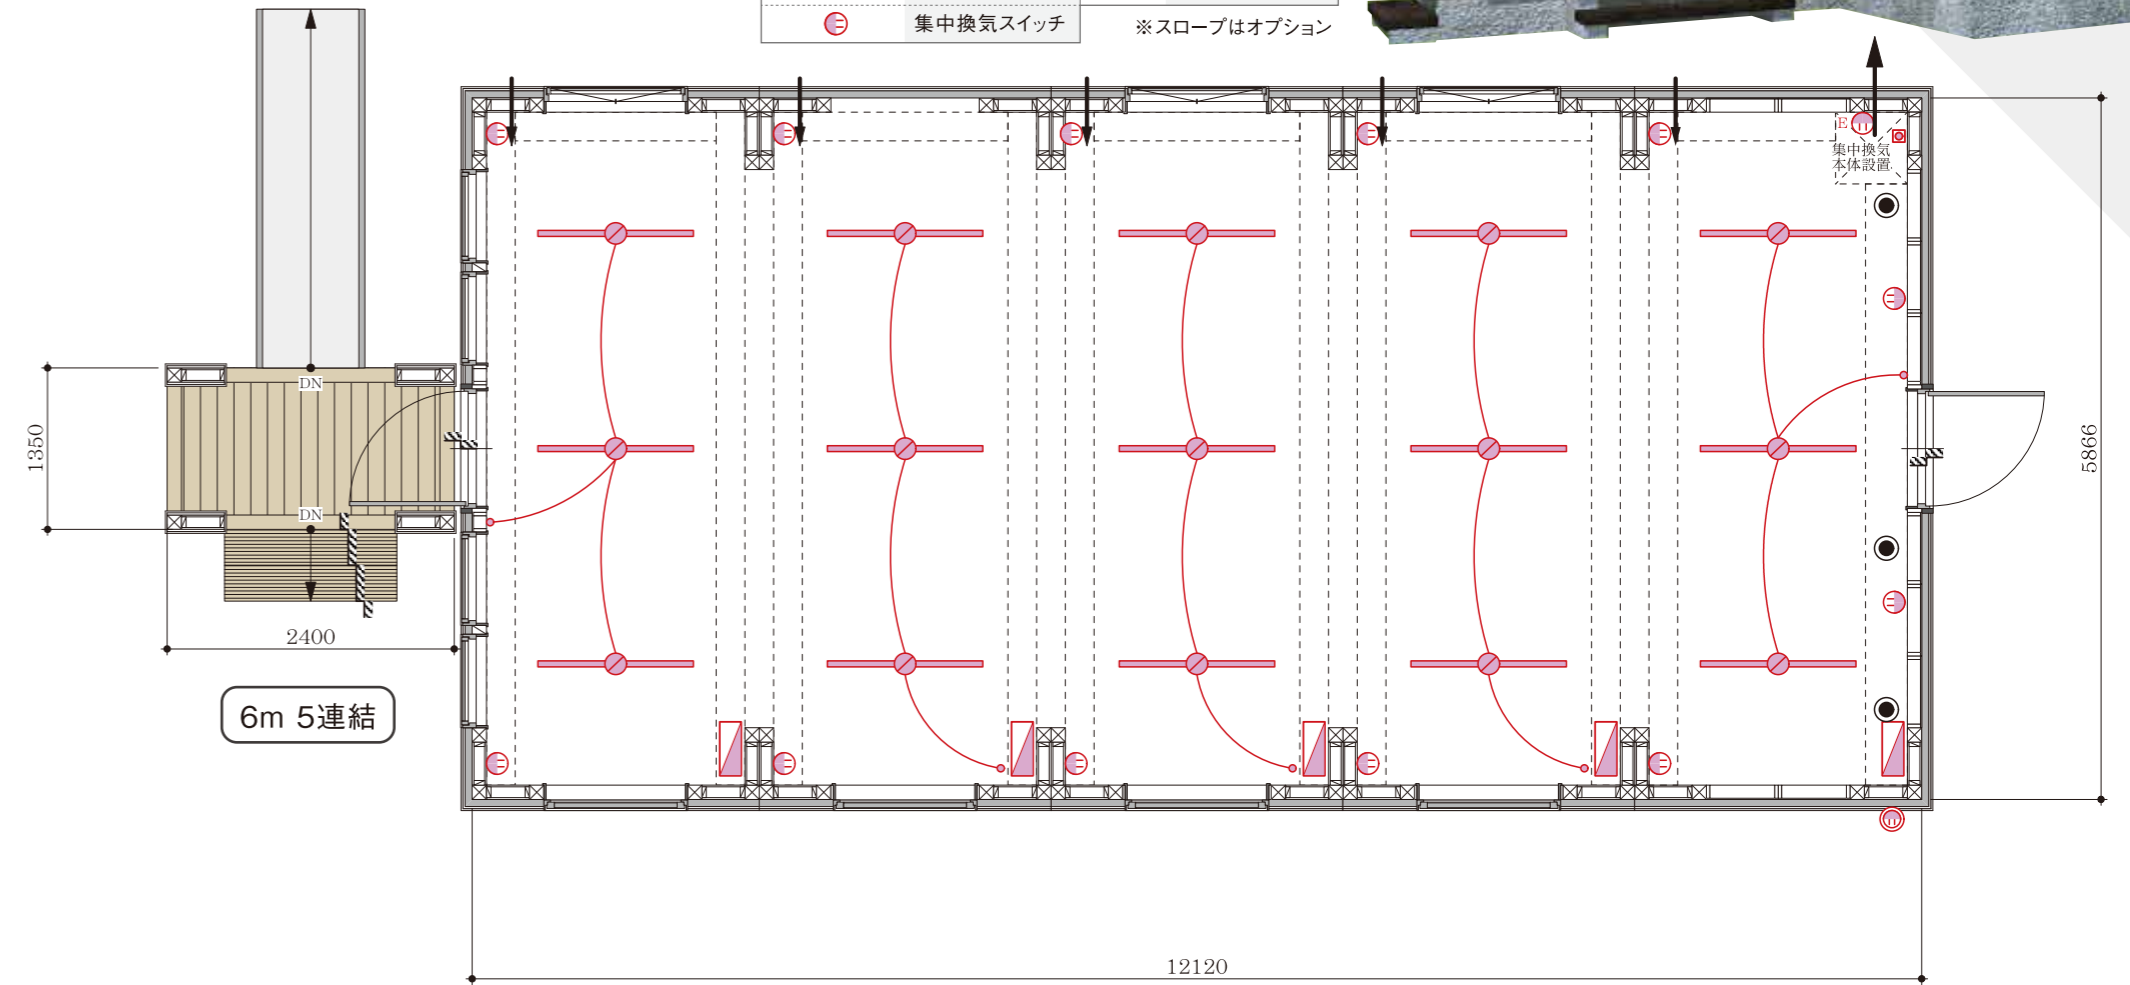 集中換気スイッチ
※スロープはオプション
E
集中換気
本体設置
DN
1350
5866
DN
2400
6m 5連結
12120